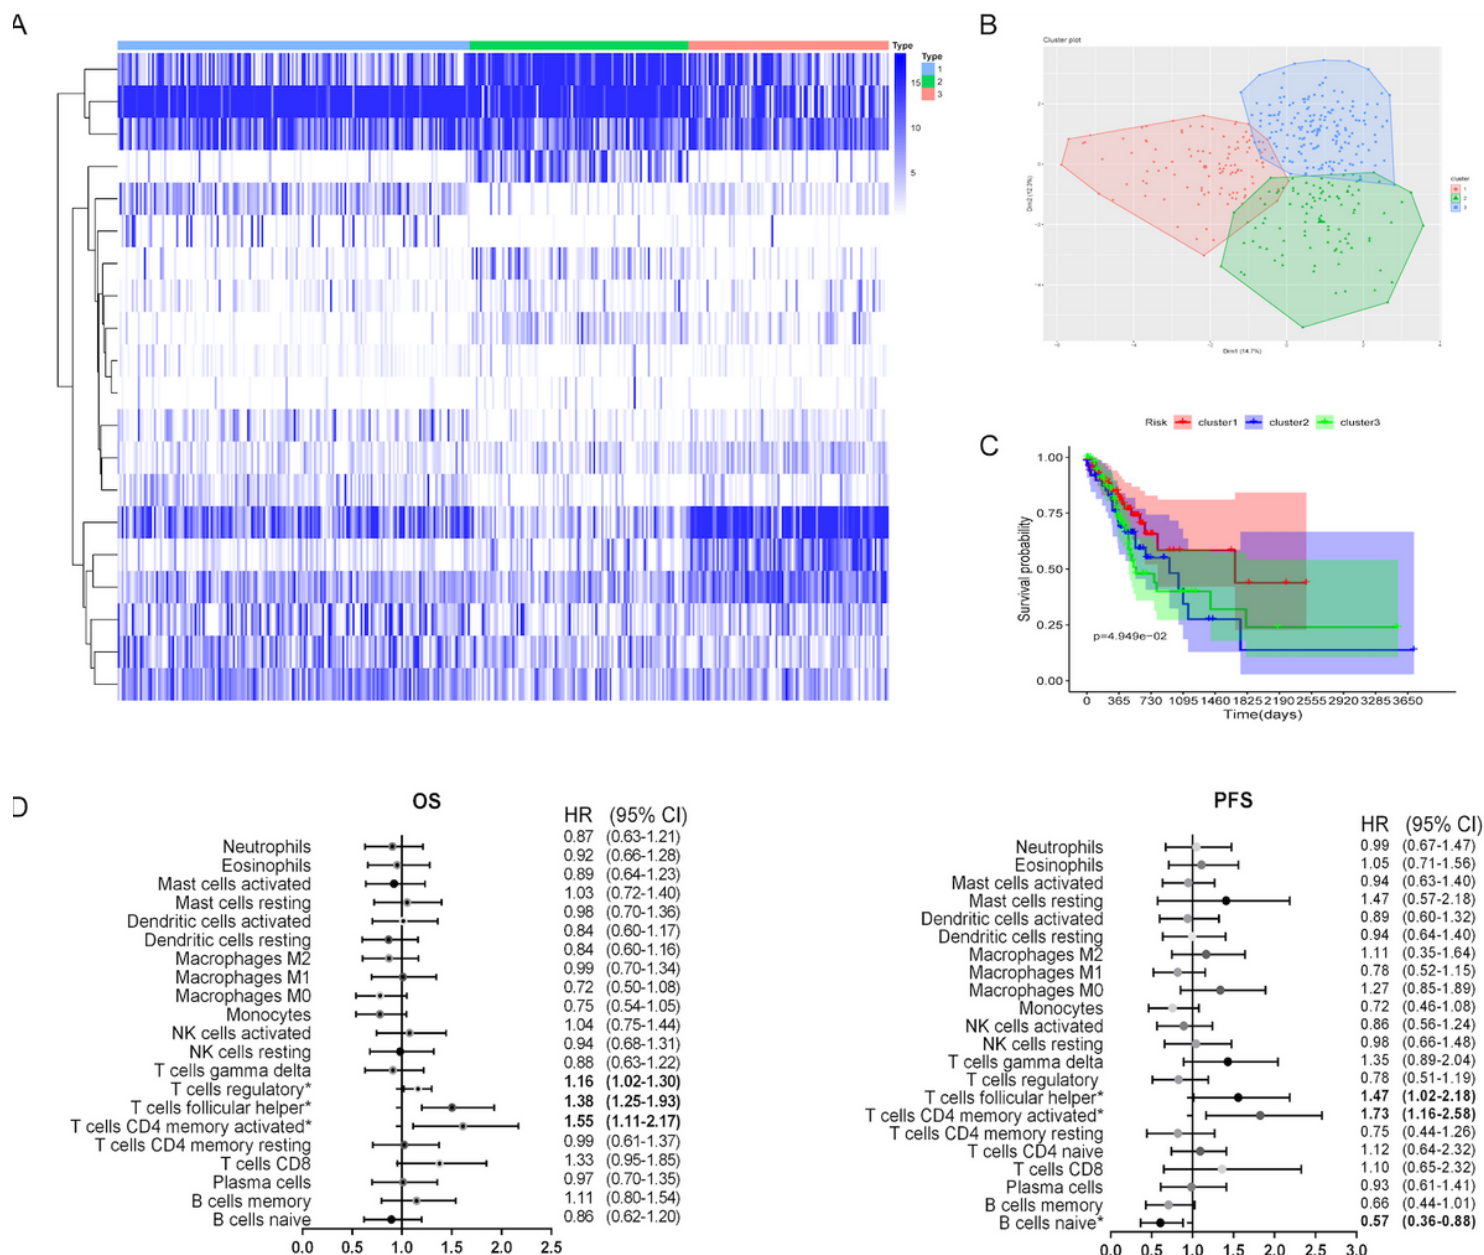 A
Type
Type
1
2
3
15
10
5
B
Cluster plot
2
0
-2
-4
Dim2 (12.3%)
-6
-4
-2
0
2
4
Dim1 (14.7%)
cluster
1
2
3
C
Risk cluster1 cluster2 cluster3
1.00
0.75
0.50
0.25
0.00
Survival probability
p=4.949e-02
0 365 730 1095 1460 1825 2190 2555 2920 3285 3650
Time(days)
D
OS
HR (95% CI)
Neutrophils 0.87 (0.63-1.21)
Eosinophils 0.92 (0.66-1.28)
Mast cells activated 0.89 (0.64-1.23)
Mast cells resting 1.03 (0.72-1.40)
Dendritic cells activated 0.98 (0.70-1.36)
Dendritic cells resting 0.84 (0.60-1.17)
Macrophages M2 0.84 (0.60-1.16)
Macrophages M1 0.99 (0.70-1.34)
Macrophages M0 0.72 (0.50-1.08)
Monocytes 0.75 (0.54-1.05)
NK cells activated 1.04 (0.75-1.44)
NK cells resting 0.94 (0.68-1.31)
T cells gamma delta 0.88 (0.63-1.22)
T cells regulatory* 1.16 (1.02-1.30)
T cells follicular helper* 1.38 (1.25-1.93)
T cells CD4 memory activated* 1.55 (1.11-2.17)
T cells CD4 memory resting 0.99 (0.61-1.37)
T cells CD8 1.33 (0.95-1.85)
Plasma cells 0.97 (0.70-1.35)
B cells memory 1.11 (0.80-1.54)
B cells naive 0.86 (0.62-1.20)
0.0 0.5 1.0 1.5 2.0 2.5
PFS
HR (95% CI)
Neutrophils 0.99 (0.67-1.47)
Eosinophils 1.05 (0.71-1.56)
Mast cells activated 0.94 (0.63-1.40)
Mast cells resting 1.47 (0.57-2.18)
Dendritic cells activated 0.89 (0.60-1.32)
Dendritic cells resting 0.94 (0.64-1.40)
Macrophages M2 1.11 (0.35-1.64)
Macrophages M1 0.78 (0.52-1.15)
Macrophages M0 1.27 (0.85-1.89)
Monocytes 0.72 (0.46-1.08)
NK cells activated 0.86 (0.56-1.24)
NK cells resting 0.98 (0.66-1.48)
T cells gamma delta 1.35 (0.89-2.04)
T cells regulatory 0.78 (0.51-1.19)
T cells follicular helper* 1.47 (1.02-2.18)
T cells CD4 memory activated* 1.73 (1.16-2.58)
T cells CD4 memory resting 0.75 (0.44-1.26)
T cells CD4 naive 1.12 (0.64-2.32)
T cells CD8 1.10 (0.65-2.32)
Plasma cells 0.93 (0.61-1.41)
B cells memory 0.66 (0.44-1.01)
B cells naive* 0.57 (0.36-0.88)
0.0 0.5 1.0 1.5 2.0 2.5 3.0